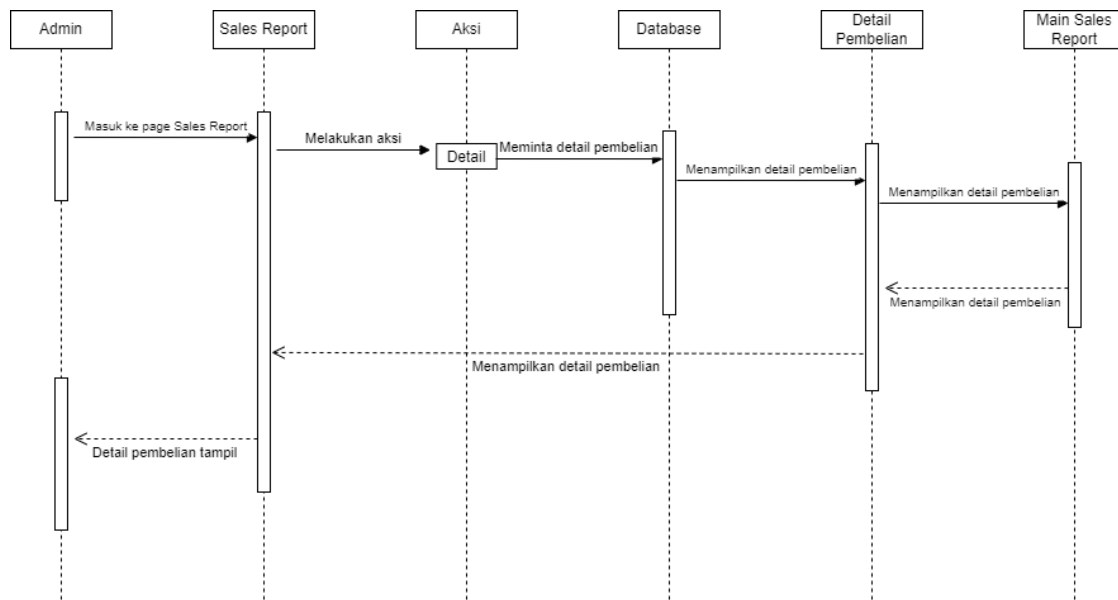 Admin
Sales Report
Aksi
Database
Detail
Pembelian
Main Sales
Report
Masuk ke page Sales Report
Melakukan aksi
Detail
Meminta detail pembelian
Menampilkan detail pembelian
Menampilkan detail pembelian
Menampilkan detail pembelian
Menampilkan detail pembelian
Detail pembelian tampil